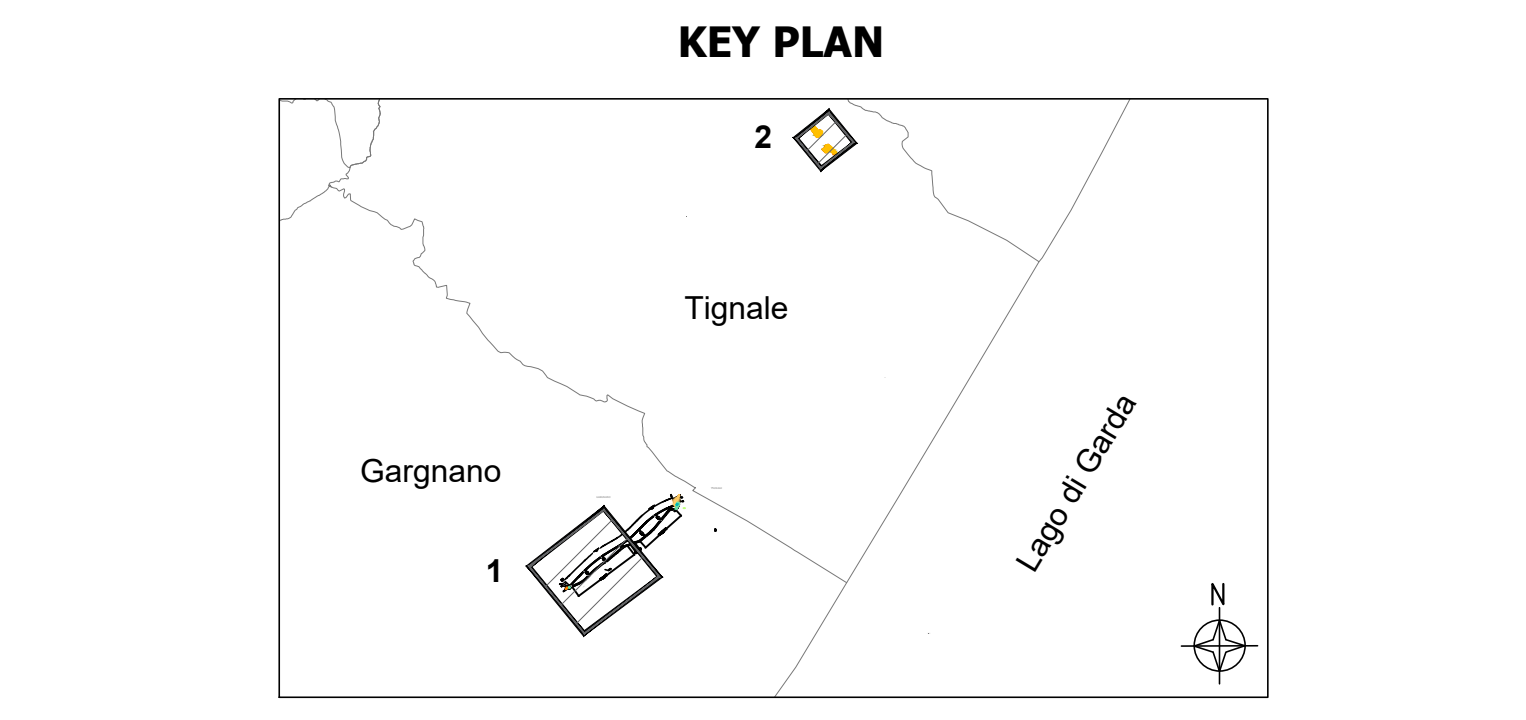 KEY PLAN
2
Tignale
Gargnano
Lago di Garda
1
N